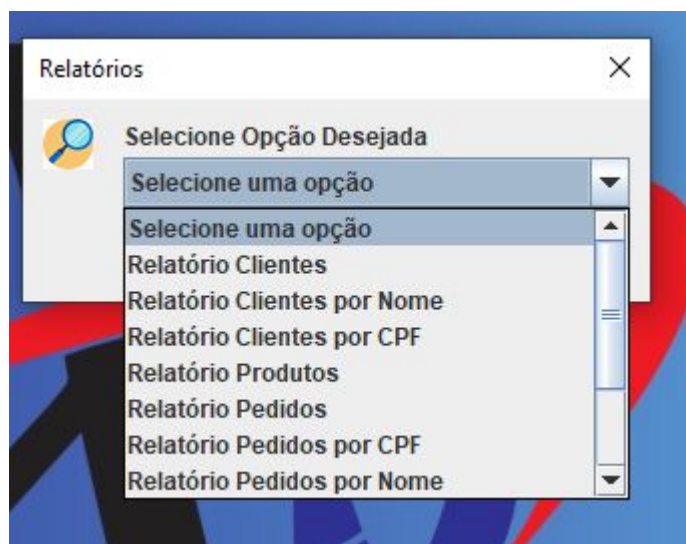 Relatórios
Selecione Opção Desejada
Selecione uma opção
Selecione uma opção
Relatório Clientes
Relatório Clientes por Nome
Relatório Clientes por CPF
Relatório Produtos
Relatório Pedidos
Relatório Pedidos por CPF
Relatório Pedidos por Nome